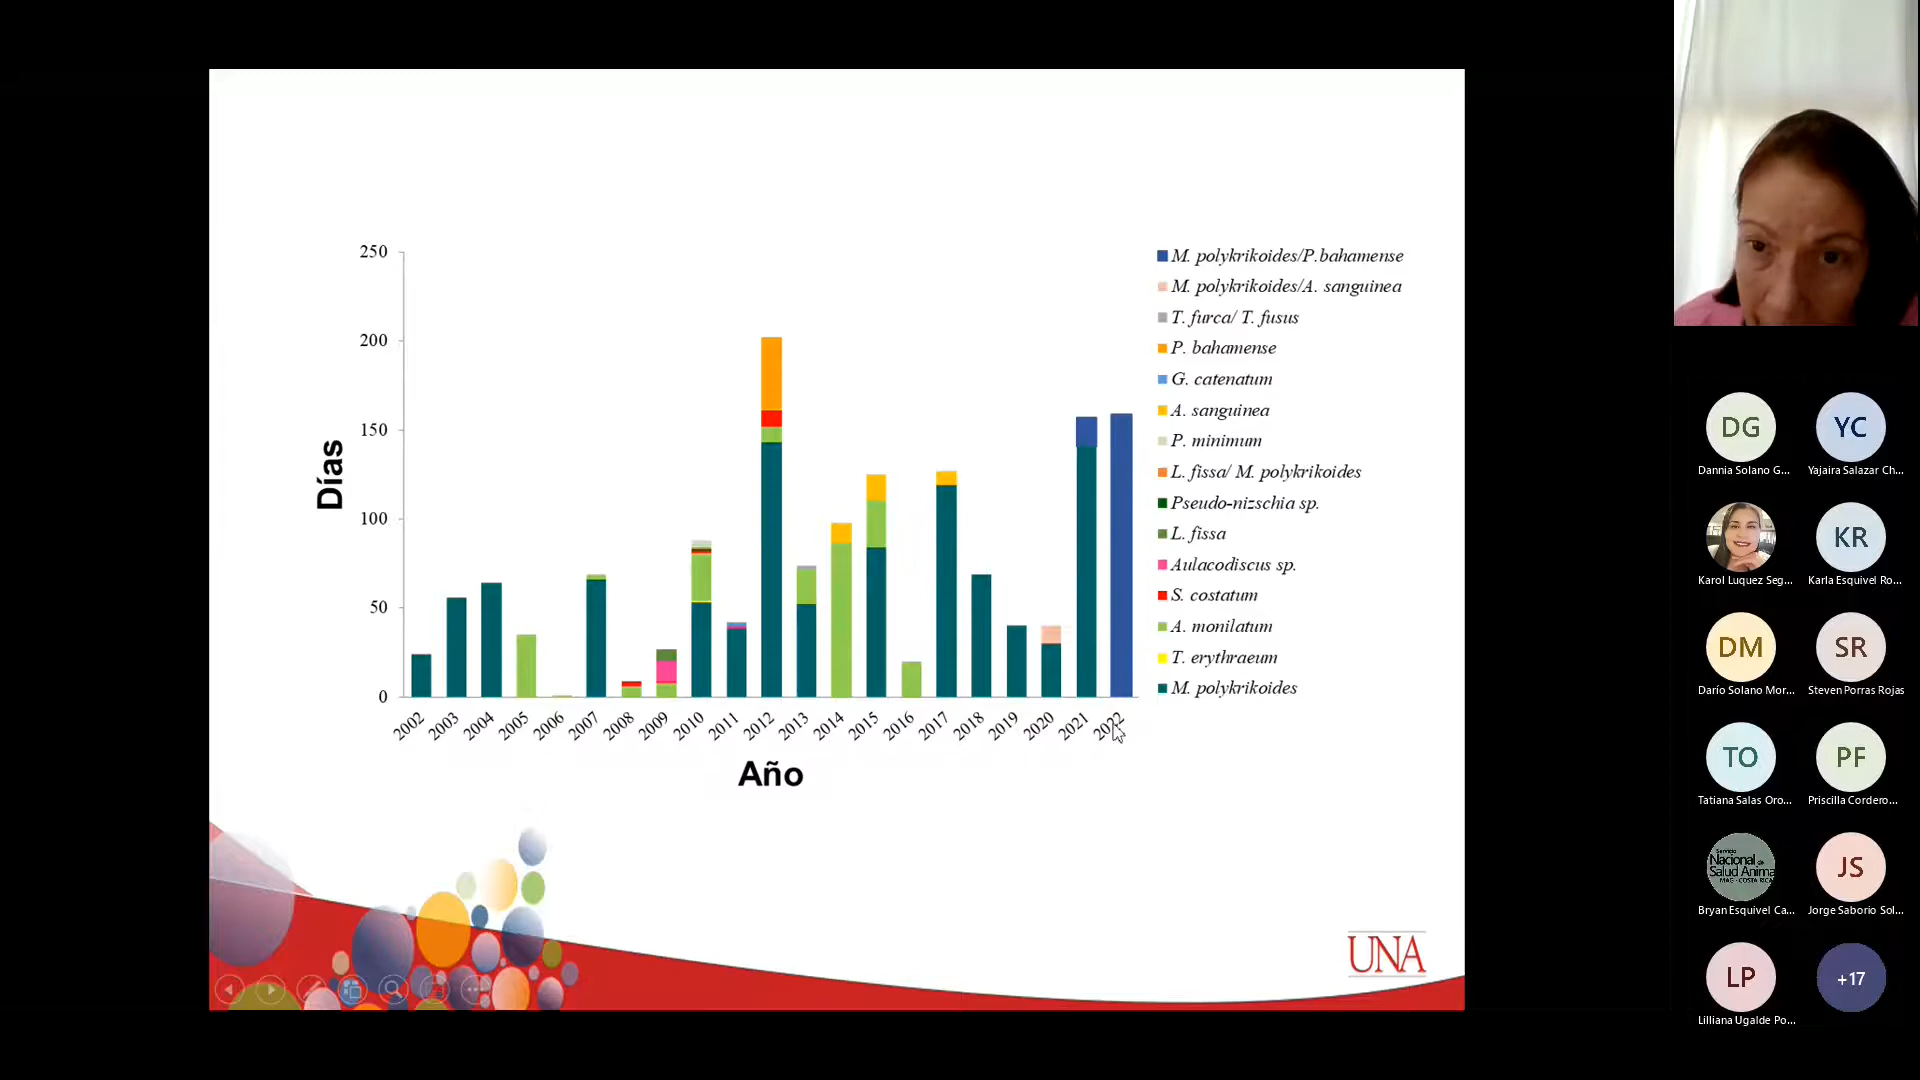 250
200
150
100
50
0
Días
2002
2003
2004
2005
2006
2007
2008
2009
2010
2011
2012
2013
2014
2015
2016
2017
2018
2019
2020
2021
2022
Año
M. polykrikoides/P.bahamense
M. polykrikoides/A. sanguinea
T. furca/ T. fusus
P. bahamense
G. catenatum
A. sanguinea
P. minimum
L. fissa/ M. polykrikoides
Pseudo-nizschia sp.
L. fissa
Aulacodiscus sp.
S. costatum
A. monilatum
T. erythraeum
M. polykrikoides
UNA
DG
Dannia Solano G...
YC
Yajaira Salazar Ch...
Karol Luquez Seg...
KR
Karla Esquivel Ro...
DM
Darío Solano Mor...
SR
Steven Porras Rojas
TO
Tatiana Salas Oro...
PF
Priscilla Cordero...
Servicio
Nacional de
Salud Anima
MAG - COSTA RICA
Bryan Esquivel Ca...
JS
Jorge Saborio Sol...
LP
Lilliana Ugalde Po...
+17